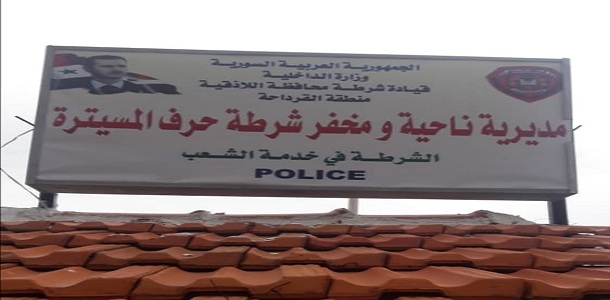 الجمهورية العربية السورية
وزارة الداخلية
قيادة شرطة محافظة اللاذقية
منطقة القرداحة
مديرية ناحية و مخفر شرطة حرف المسيترة
الشرطة في خدمة الشعب
POLICE